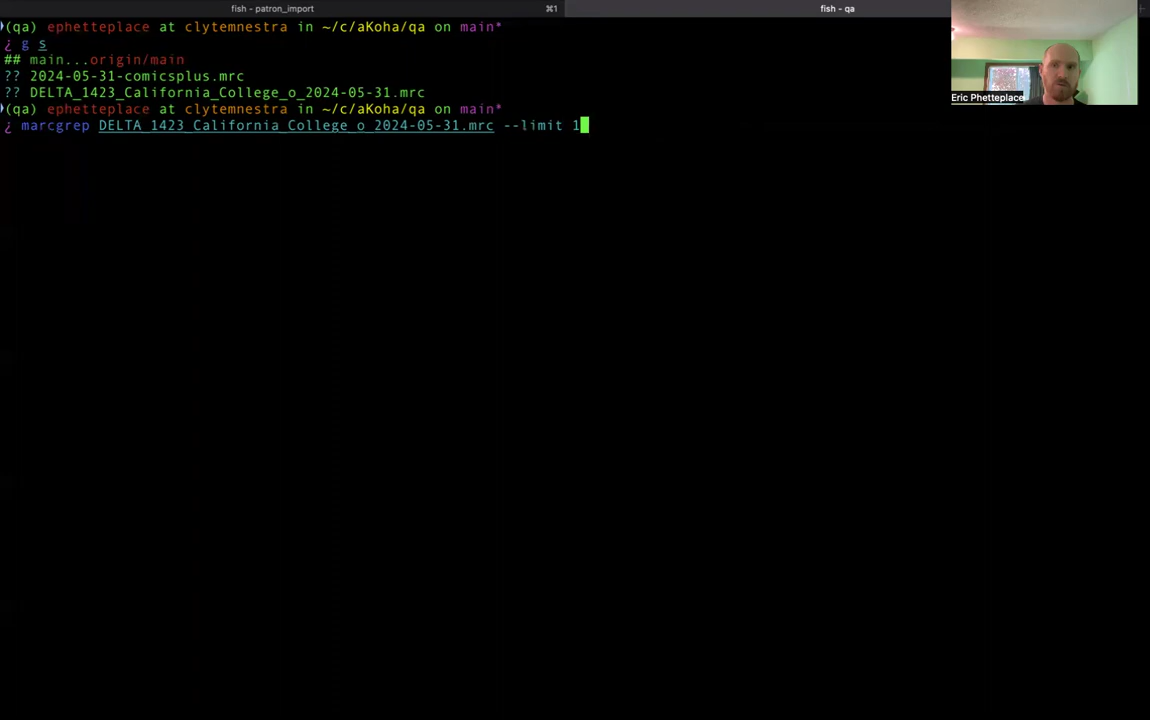 fish - patron_import ⌘1 fish - qa
(qa) ephetteplace at clytemnestra in ~/c/aKoha/qa on main*
¿ g s
## main...origin/main
?? 2024-05-31-comicsplus.mrc
?? DELTA_1423_California_College_o_2024-05-31.mrc
(qa) ephetteplace at clytemnestra in ~/c/aKoha/qa on main*
¿ marcgrep DELTA_1423_California_College_o_2024-05-31.mrc --limit 1
Eric Phetteplace